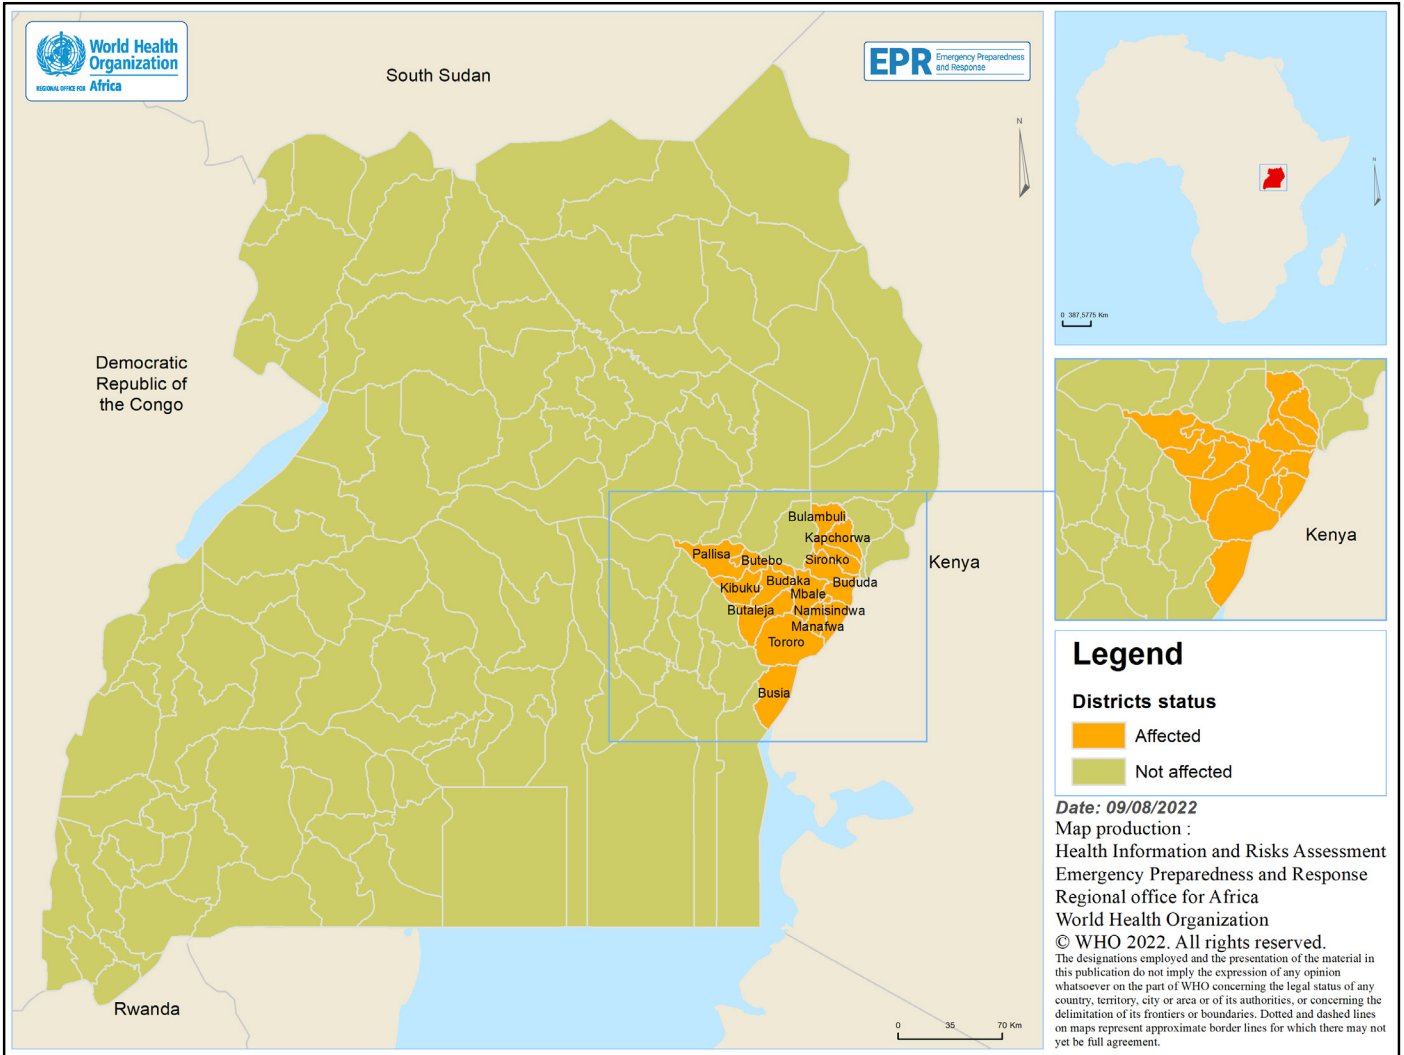 World Health
Organization
REGIONAL OFFICE FOR Africa
South Sudan
EPR Emergency Preparedness
and Response
N
N
0 387,5775 Km
Democratic
Republic of
the Congo
Bulambuli
Kapchorwa
Pallisa
Butebo
Sironko
Kenya
Kibuku
Budaka
Bududa
Mbale
Butaleja
Namisindwa
Manafwa
Tororo
Busia
Kenya
Rwanda
0 35 70 Km
Legend
Districts status
Affected
Not affected
Date: 09/08/2022
Map production :
Health Information and Risks Assessment
Emergency Preparedness and Response
Regional office for Africa
World Health Organization
© WHO 2022. All rights reserved.
The designations employed and the presentation of the material in
this publication do not imply the expression of any opinion
whatsoever on the part of WHO concerning the legal status of any
country, territory, city or area or of its authorities, or concerning the
delimitation of its frontiers or boundaries. Dotted and dashed lines
on maps represent approximate border lines for which there may not
yet be full agreement.